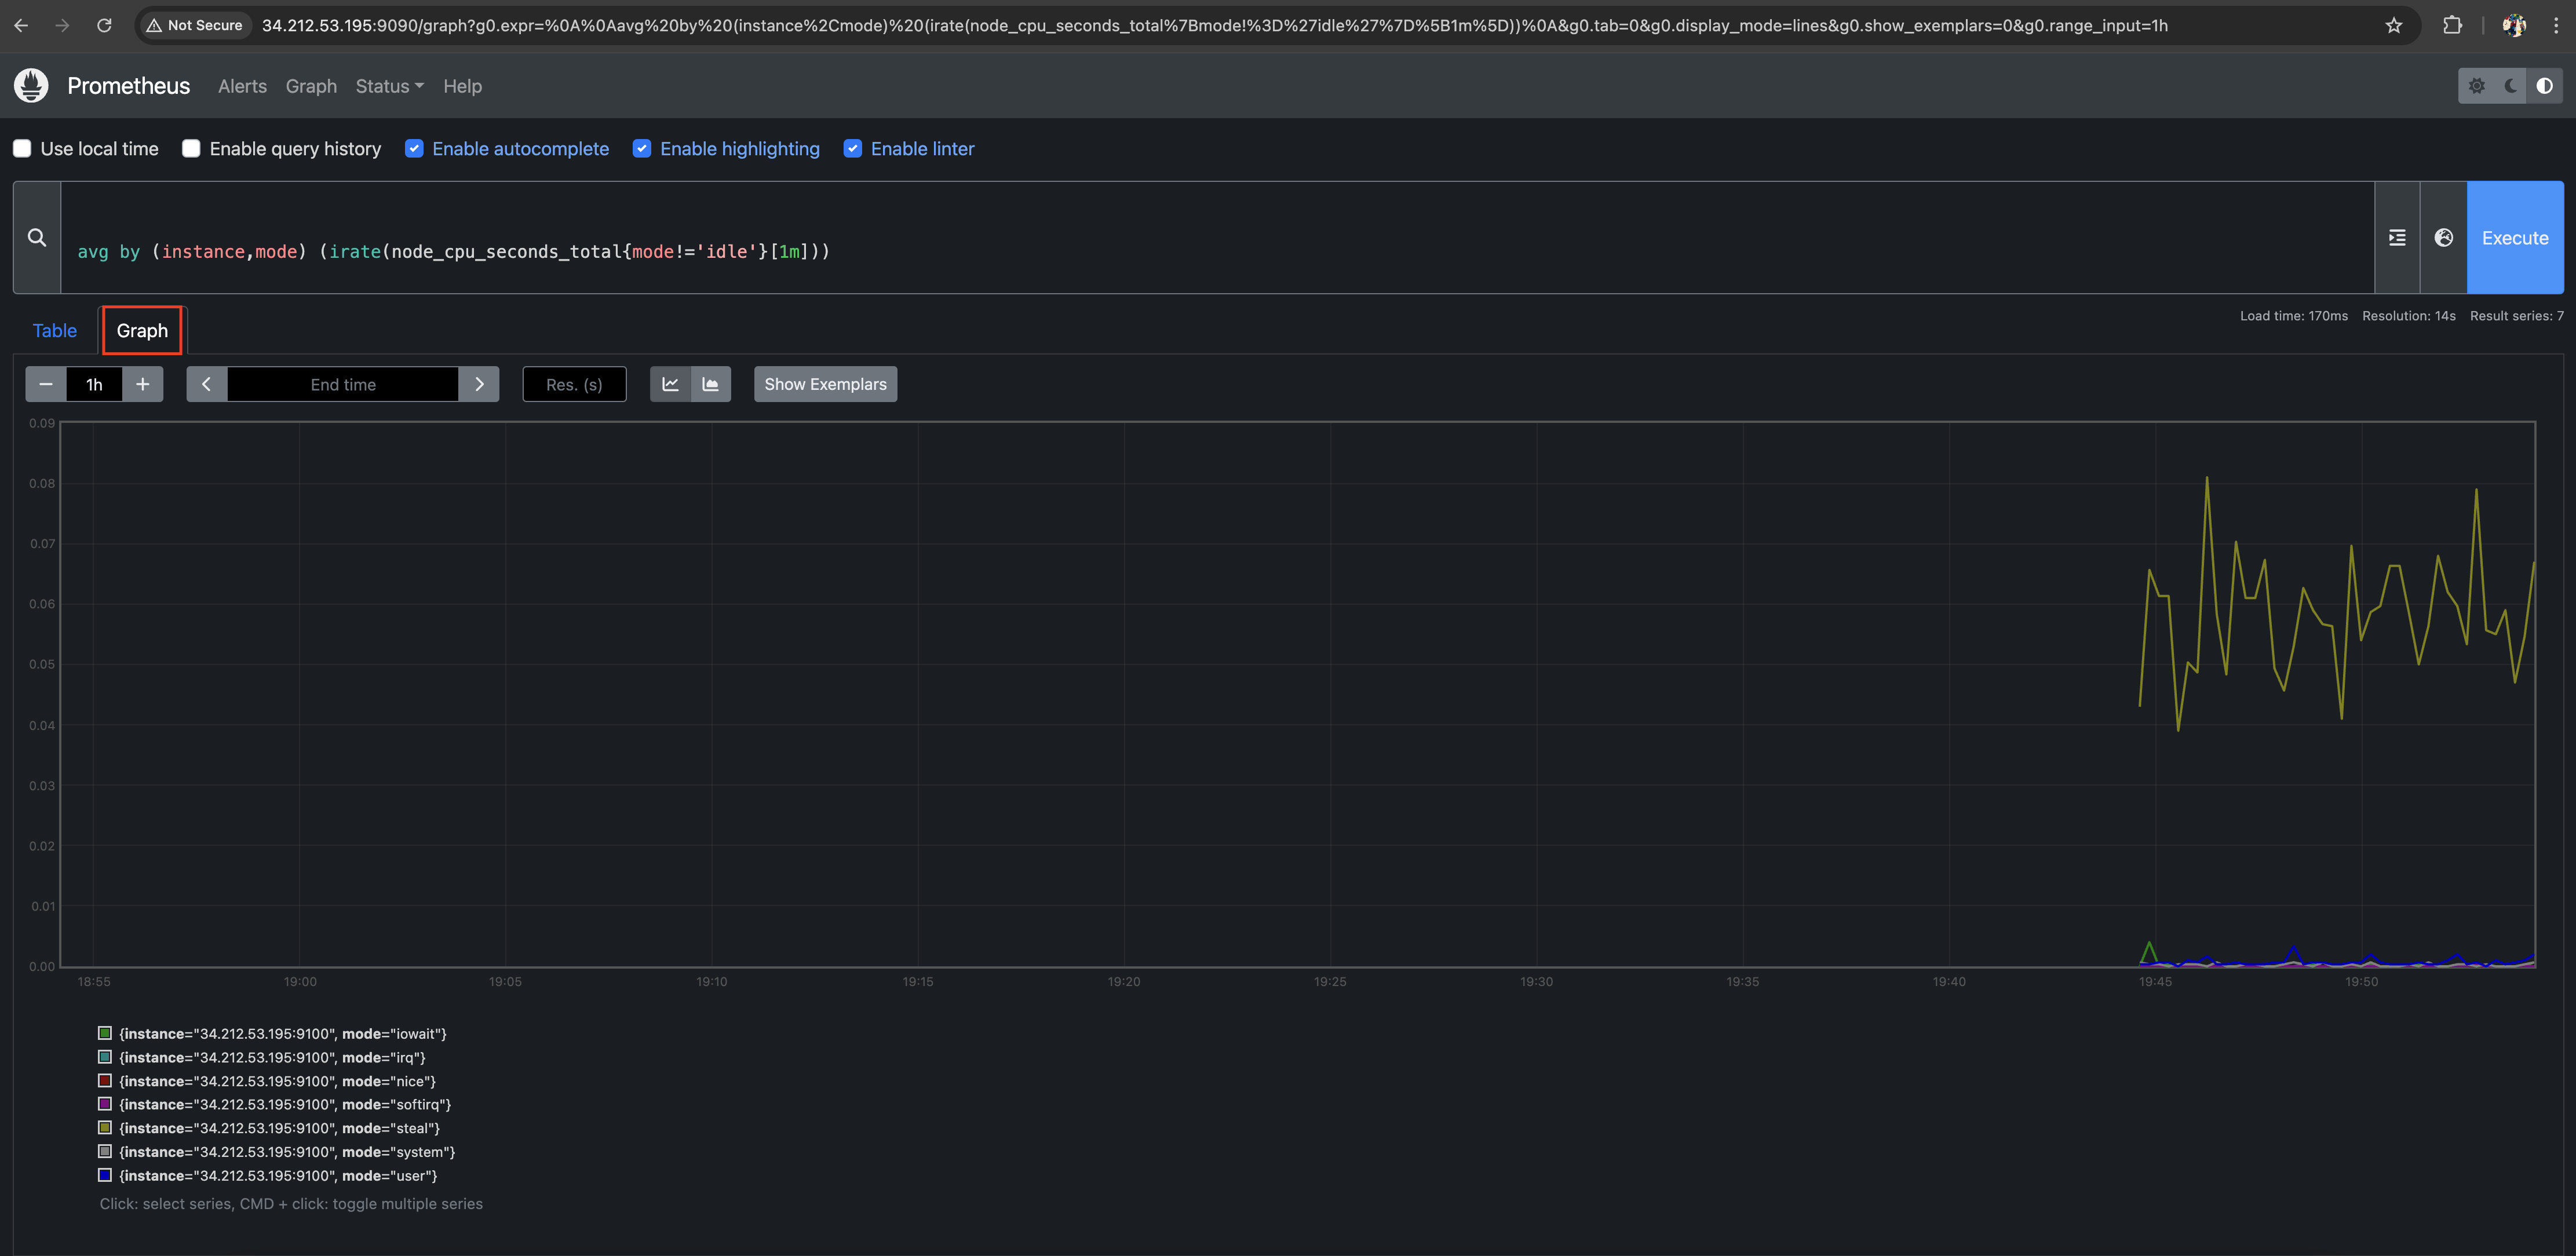 Not Secure 34.212.53.195:9090/graph?g0.expr=%0A%0Aavg%20by%20(instance%2Cmode)%20(irate(node_cpu_seconds_total%7Bmode!%3D%27idle%27%7D%5B1m%5D))%0A&g0.tab=0&g0.display_mode=lines&g0.show_exemplars=0&g0.range_input=1h
Prometheus Alerts Graph Status Help
Use local time Enable query history Enable autocomplete Enable highlighting Enable linter
avg by (instance,mode) (irate(node_cpu_seconds_total{mode!='idle'}[1m]))
Execute
Table Graph
Load time: 170ms Resolution: 14s Result series: 7
1h End time Res. (s) Show Exemplars
0.09
0.08
0.07
0.06
0.05
0.04
0.03
0.02
0.01
0.00
18:55 19:00 19:05 19:10 19:15 19:20 19:25 19:30 19:35 19:40 19:45 19:50
{instance="34.212.53.195:9100", mode="iowait"}
{instance="34.212.53.195:9100", mode="irq"}
{instance="34.212.53.195:9100", mode="nice"}
{instance="34.212.53.195:9100", mode="softirq"}
{instance="34.212.53.195:9100", mode="steal"}
{instance="34.212.53.195:9100", mode="system"}
{instance="34.212.53.195:9100", mode="user"}
Click: select series, CMD + click: toggle multiple series